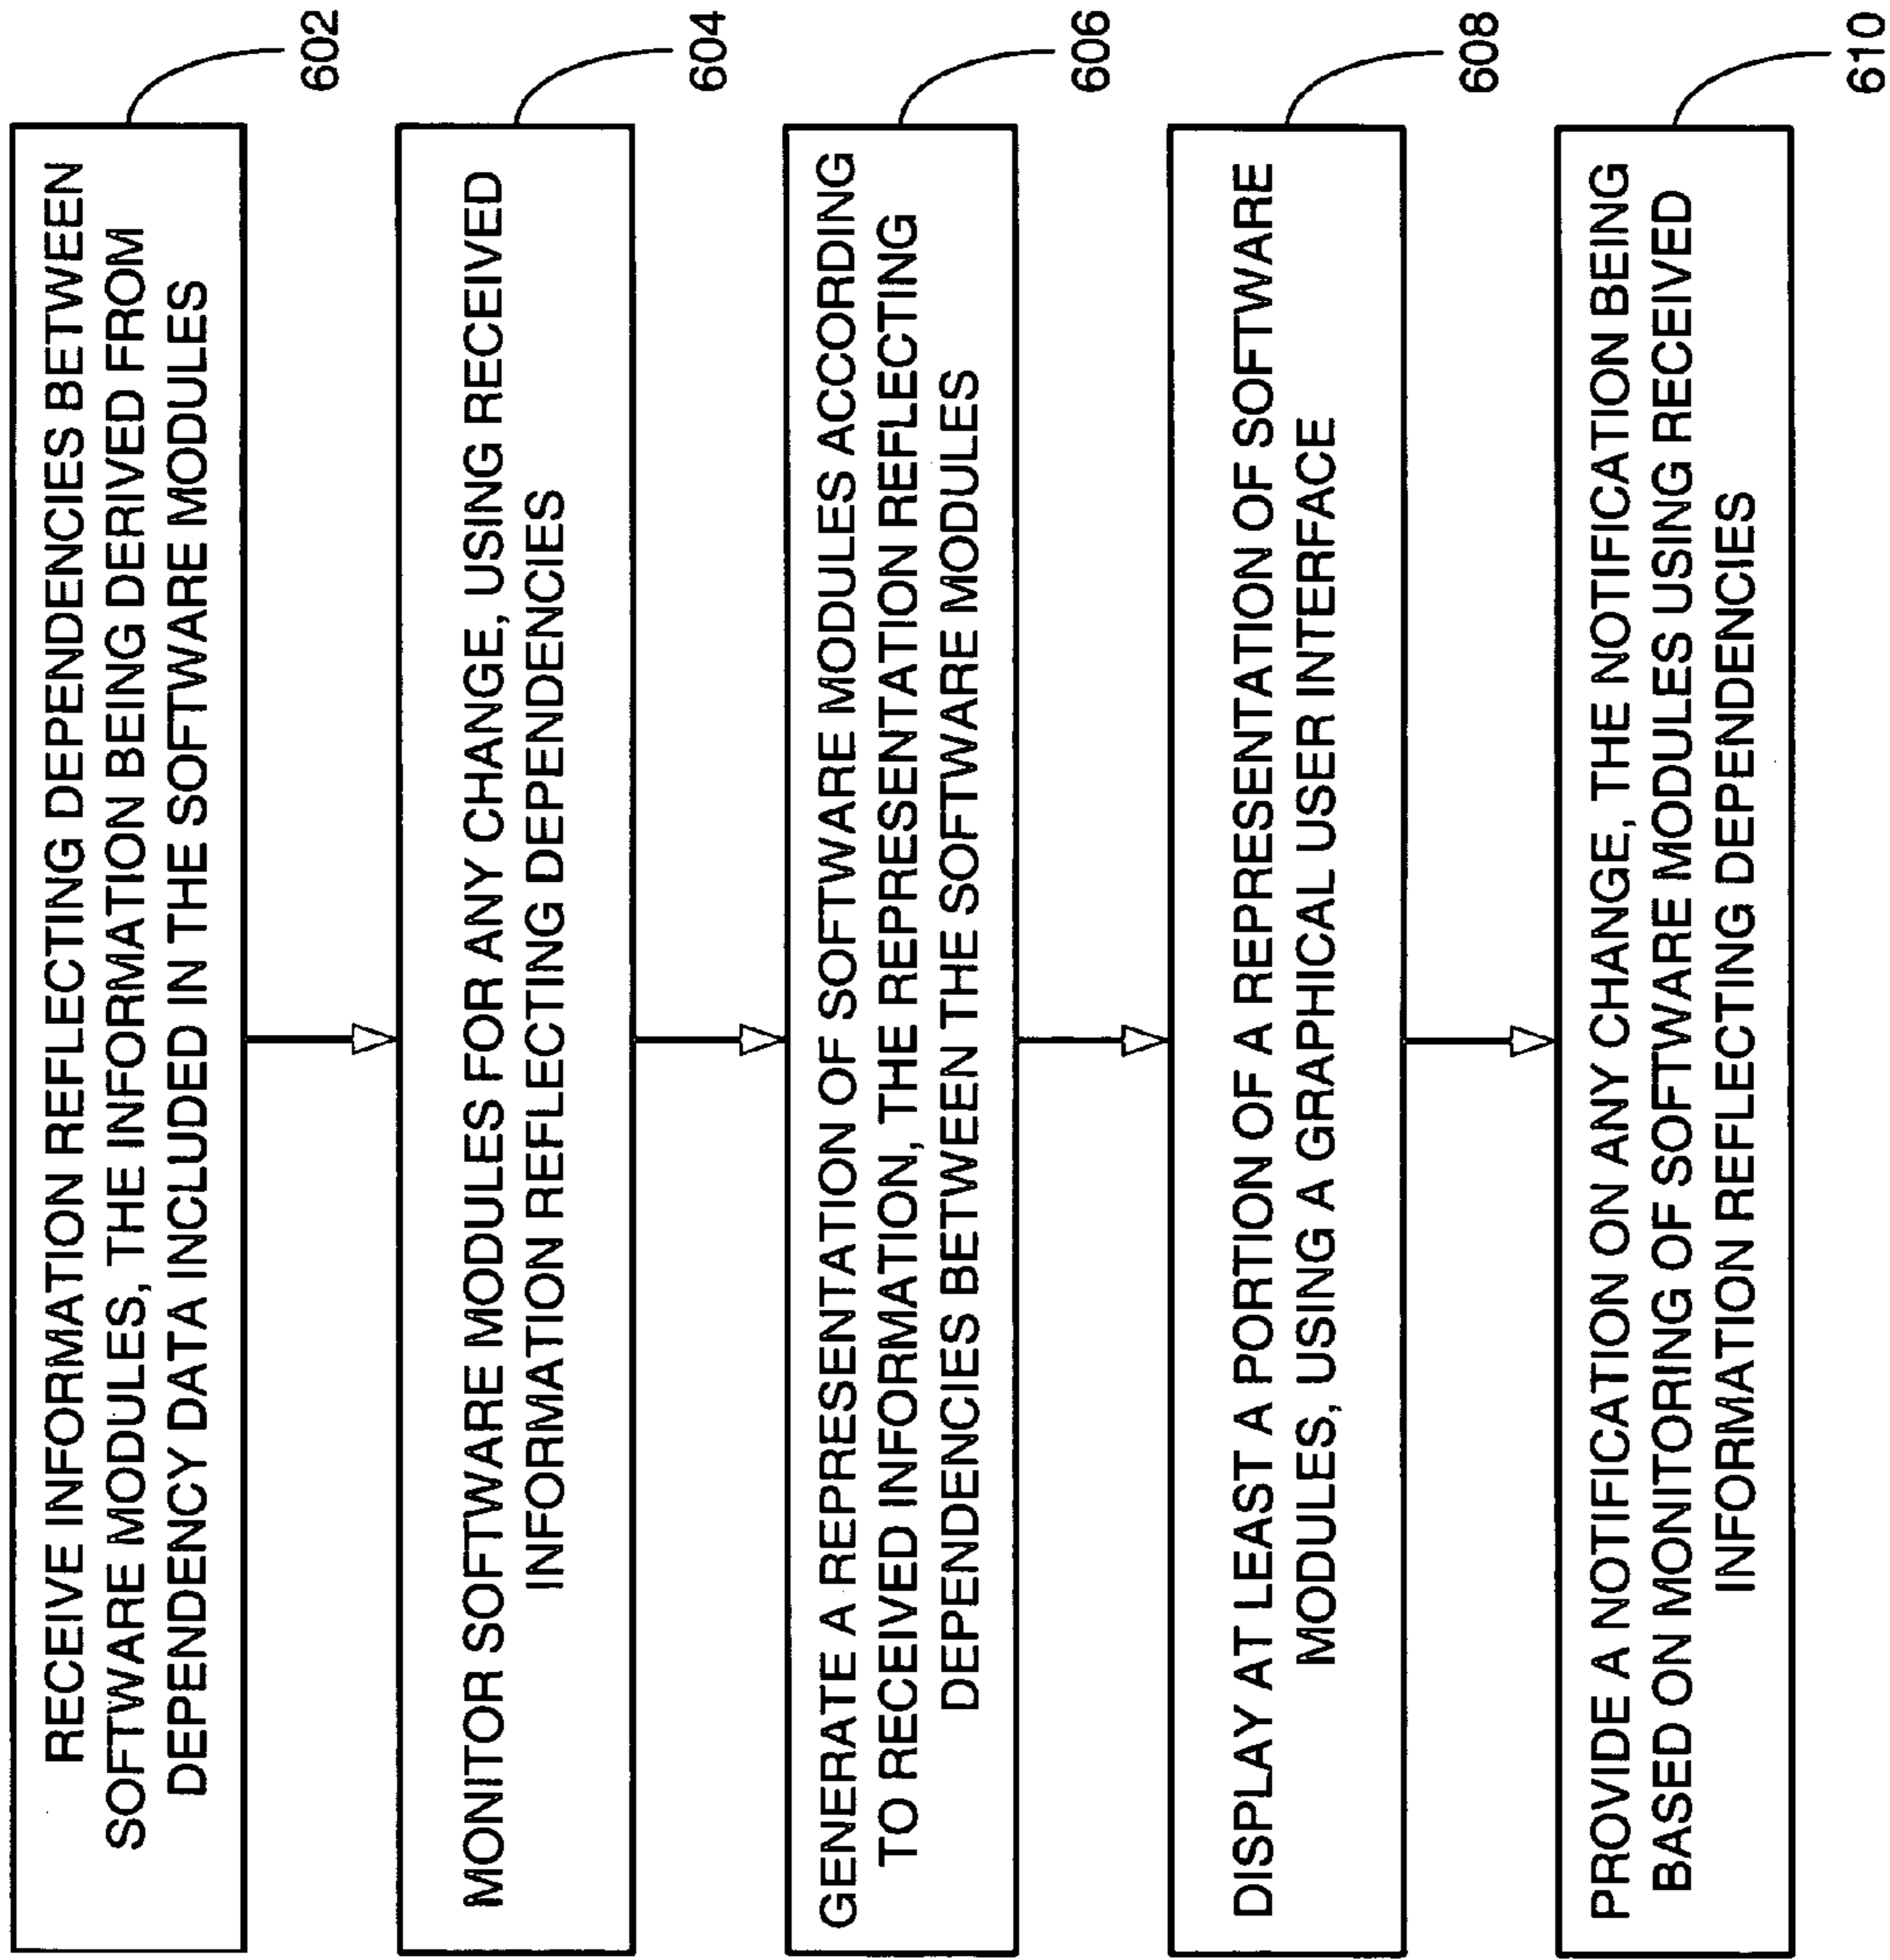 RECEIVE INFORMATION REFLECTING DEPENDENCIES BETWEEN
SOFTWARE MODULES, THE INFORMATION BEING DERIVED FROM
DEPENDENCY DATA INCLUDED IN THE SOFTWARE MODULES
602
MONITOR SOFTWARE MODULES FOR ANY CHANGE, USING RECEIVED
INFORMATION REFLECTING DEPENDENCIES
604
GENERATE A REPRESENTATION OF SOFTWARE MODULES ACCORDING
TO RECEIVED INFORMATION, THE REPRESENTATION REFLECTING
DEPENDENCIES BETWEEN THE SOFTWARE MODULES
606
DISPLAY AT LEAST A PORTION OF A REPRESENTATION OF SOFTWARE
MODULES, USING A GRAPHICAL USER INTERFACE
608
PROVIDE A NOTIFICATION ON ANY CHANGE, THE NOTIFICATION BEING
BASED ON MONITORING OF SOFTWARE MODULES USING RECEIVED
INFORMATION REFLECTING DEPENDENCIES
610